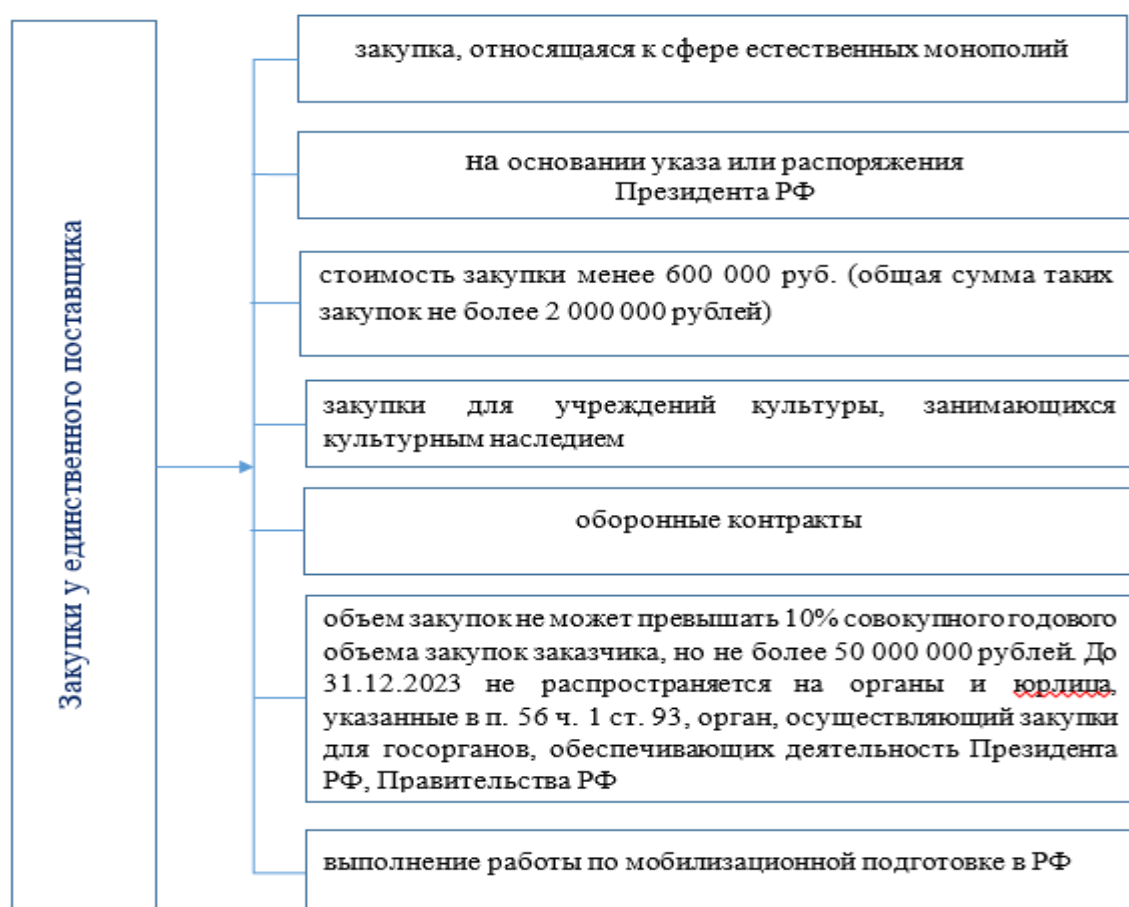 Закупки у единственного поставщика
закупка, относящаяся к сфере естественных монополий
на основании указа или распоряжения
Президента РФ
стоимость закупки менее 600 000 руб. (общая сумма таких
закупок не более 2 000 000 рублей)
закупки для учреждений культуры, занимающихся
культурным наследием
оборонные контракты
объем закупок не может превышать 10% совокупного годового
объема закупок заказчика, но не более 50 000 000 рублей. До
31.12.2023 не распространяется на органы и юрлица,
указанные в п. 56 ч. 1 ст. 93, орган, осуществляющий закупки
для госорганов, обеспечивающих деятельность Президента
РФ, Правительства РФ
выполнение работы по мобилизационной подготовке в РФ